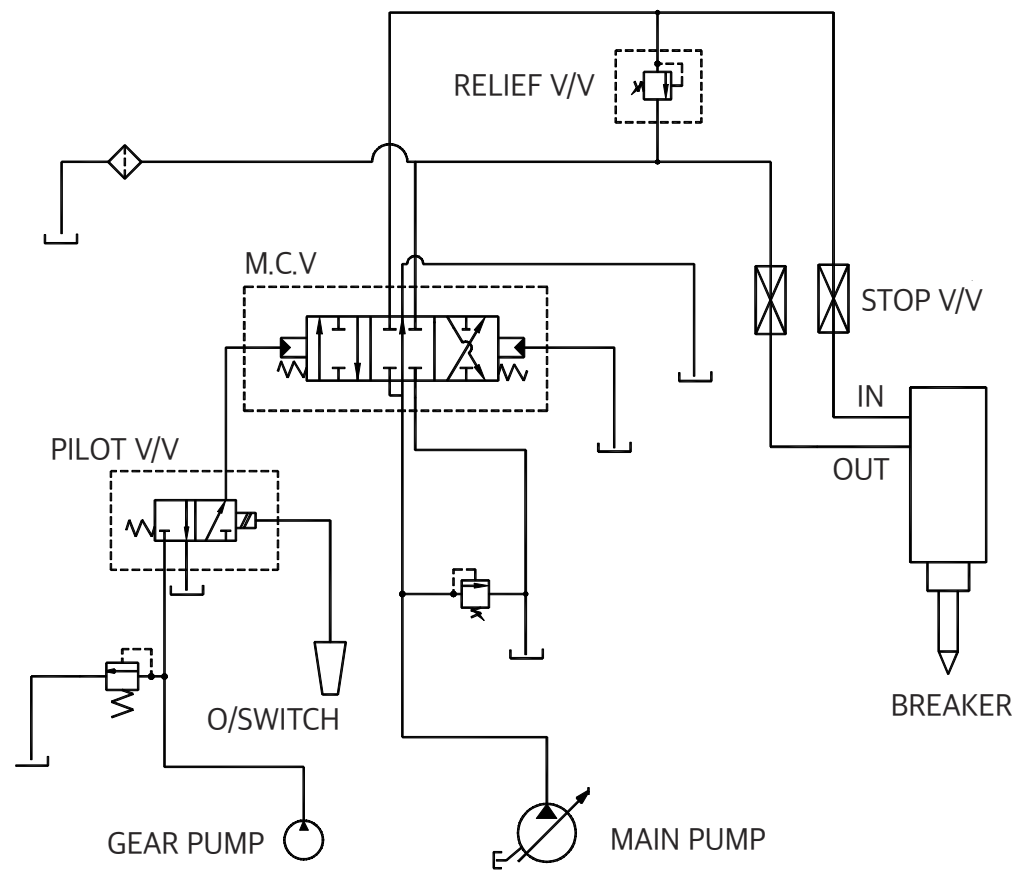 RELIEF V/V
M.C.V
STOP V/V
IN
PILOT V/V
OUT
BREAKER
O/SWITCH
GEAR PUMP
MAIN PUMP